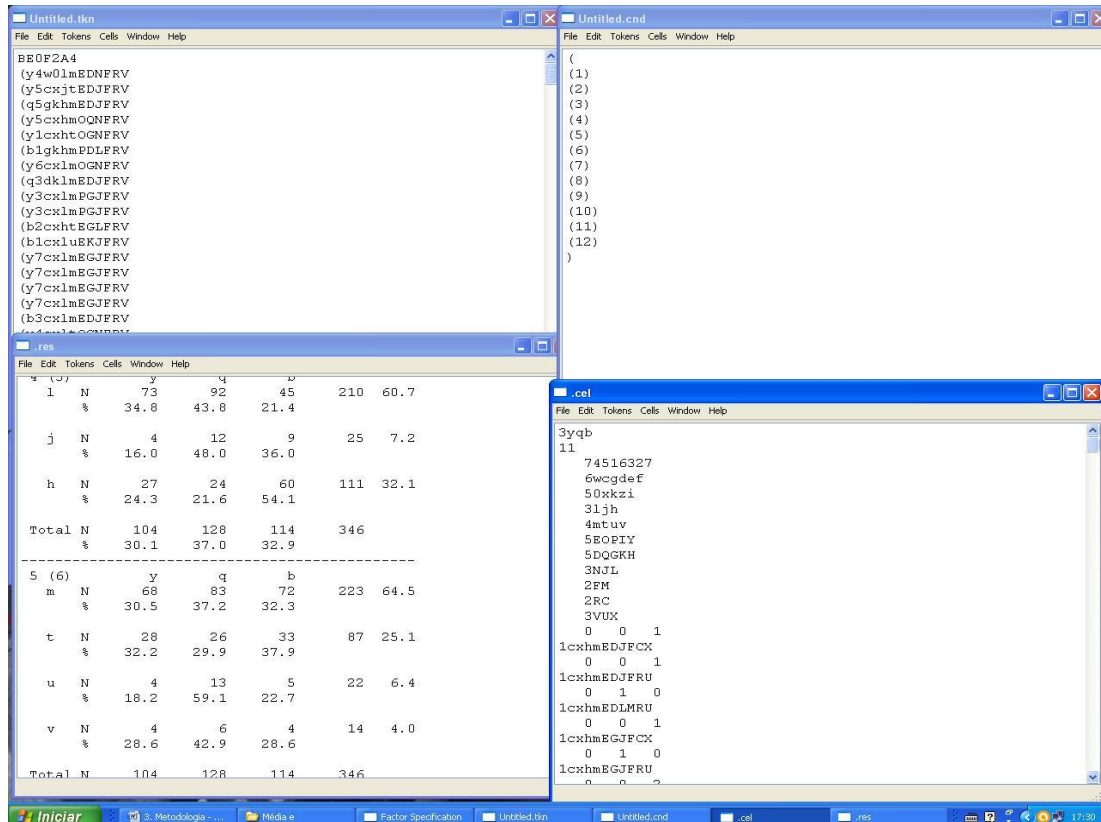 Untitled.tkn
File Edit Tokens Cells Window Help
BE0F2A4
(y4w0lmEDNFRV
(y5cxjtEDJFRV
(q5gkhmEDJFRV
(y5cxhmOQNFRV
(y1cxhtOGNFRV
(b1gkhmPDLFRV
(y6cxlmOGNFRV
(q3dklmEDJFRV
(y3cxlmPGJFRV
(y3cxlmPGJFRV
(b2cxhtEGLFRV
(b1cxluEKJFRV
(y7cxlmEGJFRV
(y7cxlmEGJFRV
(y7cxlmEGJFRV
(y7cxlmEGJFRV
(b3cxlmEDJFRV
Untitled.cnd
File Edit Tokens Cells Window Help
(
(1)
(2)
(3)
(4)
(5)
(6)
(7)
(8)
(9)
(10)
(11)
(12)
)
.res
File Edit Tokens Cells Window Help
4 (5) y q b
l N 73 92 45 210 60.7
% 34.8 43.8 21.4
j N 4 12 9 25 7.2
% 16.0 48.0 36.0
h N 27 24 60 111 32.1
% 24.3 21.6 54.1
Total N 104 128 114 346
% 30.1 37.0 32.9
5 (6) y q b
m N 68 83 72 223 64.5
% 30.5 37.2 32.3
t N 28 26 33 87 25.1
% 32.2 29.9 37.9
u N 4 13 5 22 6.4
% 18.2 59.1 22.7
v N 4 6 4 14 4.0
% 28.6 42.9 28.6
Total N 104 128 114 346
.cel
File Edit Tokens Cells Window Help
3yqb
11
74516327
6wcgdef
50xkzi
3ljh
4mtuv
5EOPIY
5DQGKH
3NJL
2FM
2RC
3VUX
0 0 1
1cxhmEDJFCX
0 0 1
1cxhmEDJFRU
0 1 0
1cxhmEDLMRU
0 0 1
1cxhmEGJFCX
0 1 0
1cxhmEGJFRU
0 0 2
Iniciar 3. Metodologia - ... Média e Factor Specification Untitled.tkn Untitled.cnd .cel .res 17:30